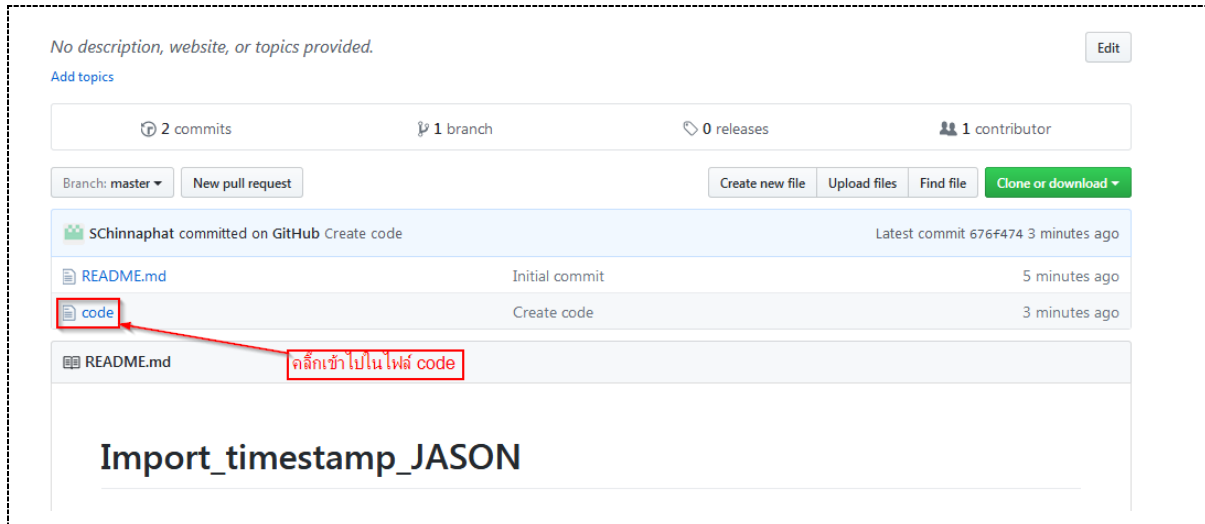 No description, website, or topics provided.
Edit
Add topics
2 commits
1 branch
0 releases
1 contributor
Branch: master
New pull request
Create new file
Upload files
Find file
Clone or download
SChinnaphat committed on GitHub Create code
Latest commit 676f474 3 minutes ago
README.md
Initial commit
5 minutes ago
code
Create code
3 minutes ago
README.md
คลิ๊กเข้าไปในไฟล์ code
Import_timestamp_JASON